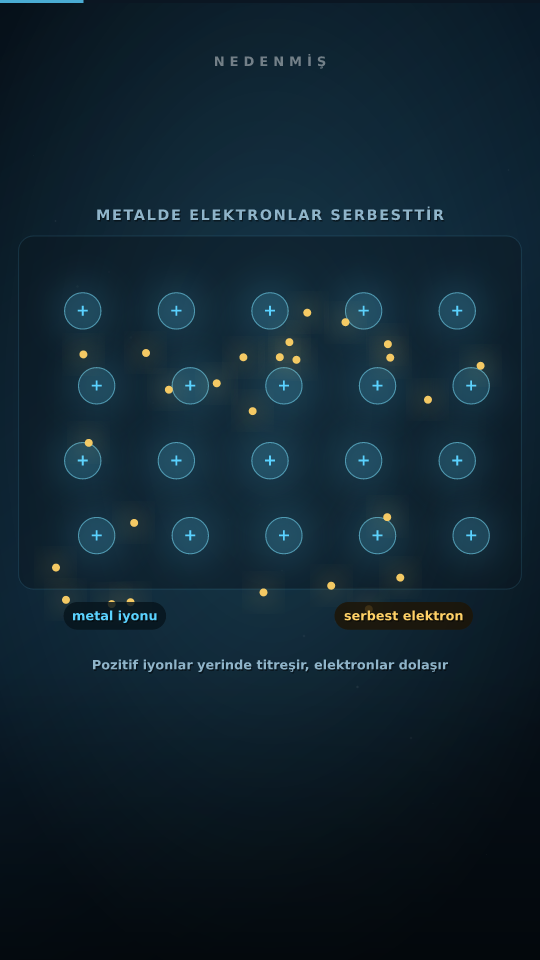 NEDENMİŞ
METALDE ELEKTRONLAR SERBESTTİR
+ + + + +
+ + + + +
+ + + + +
+ + + + +
metal iyonu serbest elektron
Pozitif iyonlar yerinde titreşir, elektronlar dolaşır